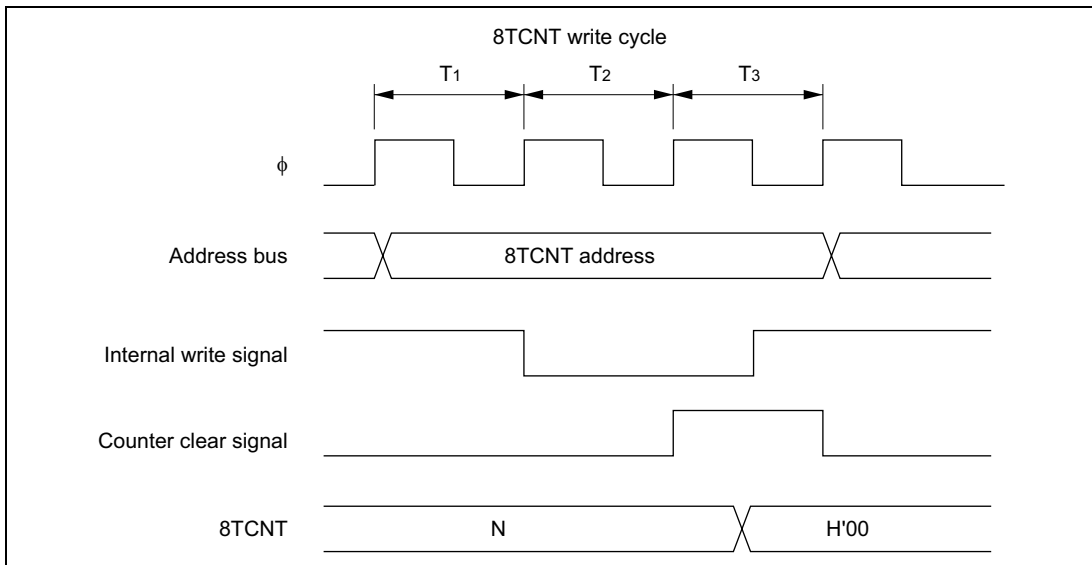 8TCNT write cycle
T1 T2 T3
φ
Address bus 8TCNT address
Internal write signal
Counter clear signal
8TCNT N H'00